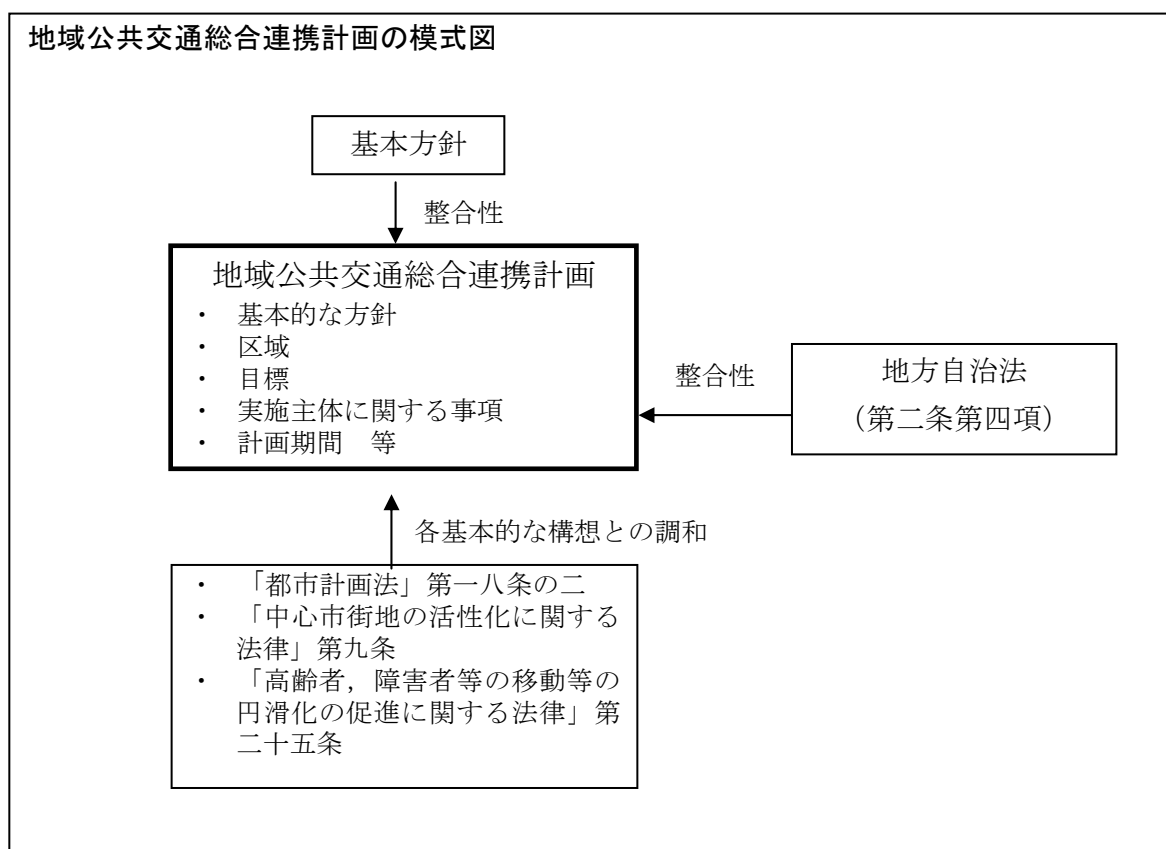 地域公共交通総合連携計画の模式図
基本方針
整合性
地域公共交通総合連携計画
・ 基本的な方針
・ 区域
・ 目標
・ 実施主体に関する事項
・ 計画期間　等
整合性
地方自治法
（第二条第四項）
各基本的な構想との調和
・ 「都市計画法」第一八条の二
・ 「中心市街地の活性化に関する
法律」第九条
・ 「高齢者，障害者等の移動等の
円滑化の促進に関する法律」第
二十五条